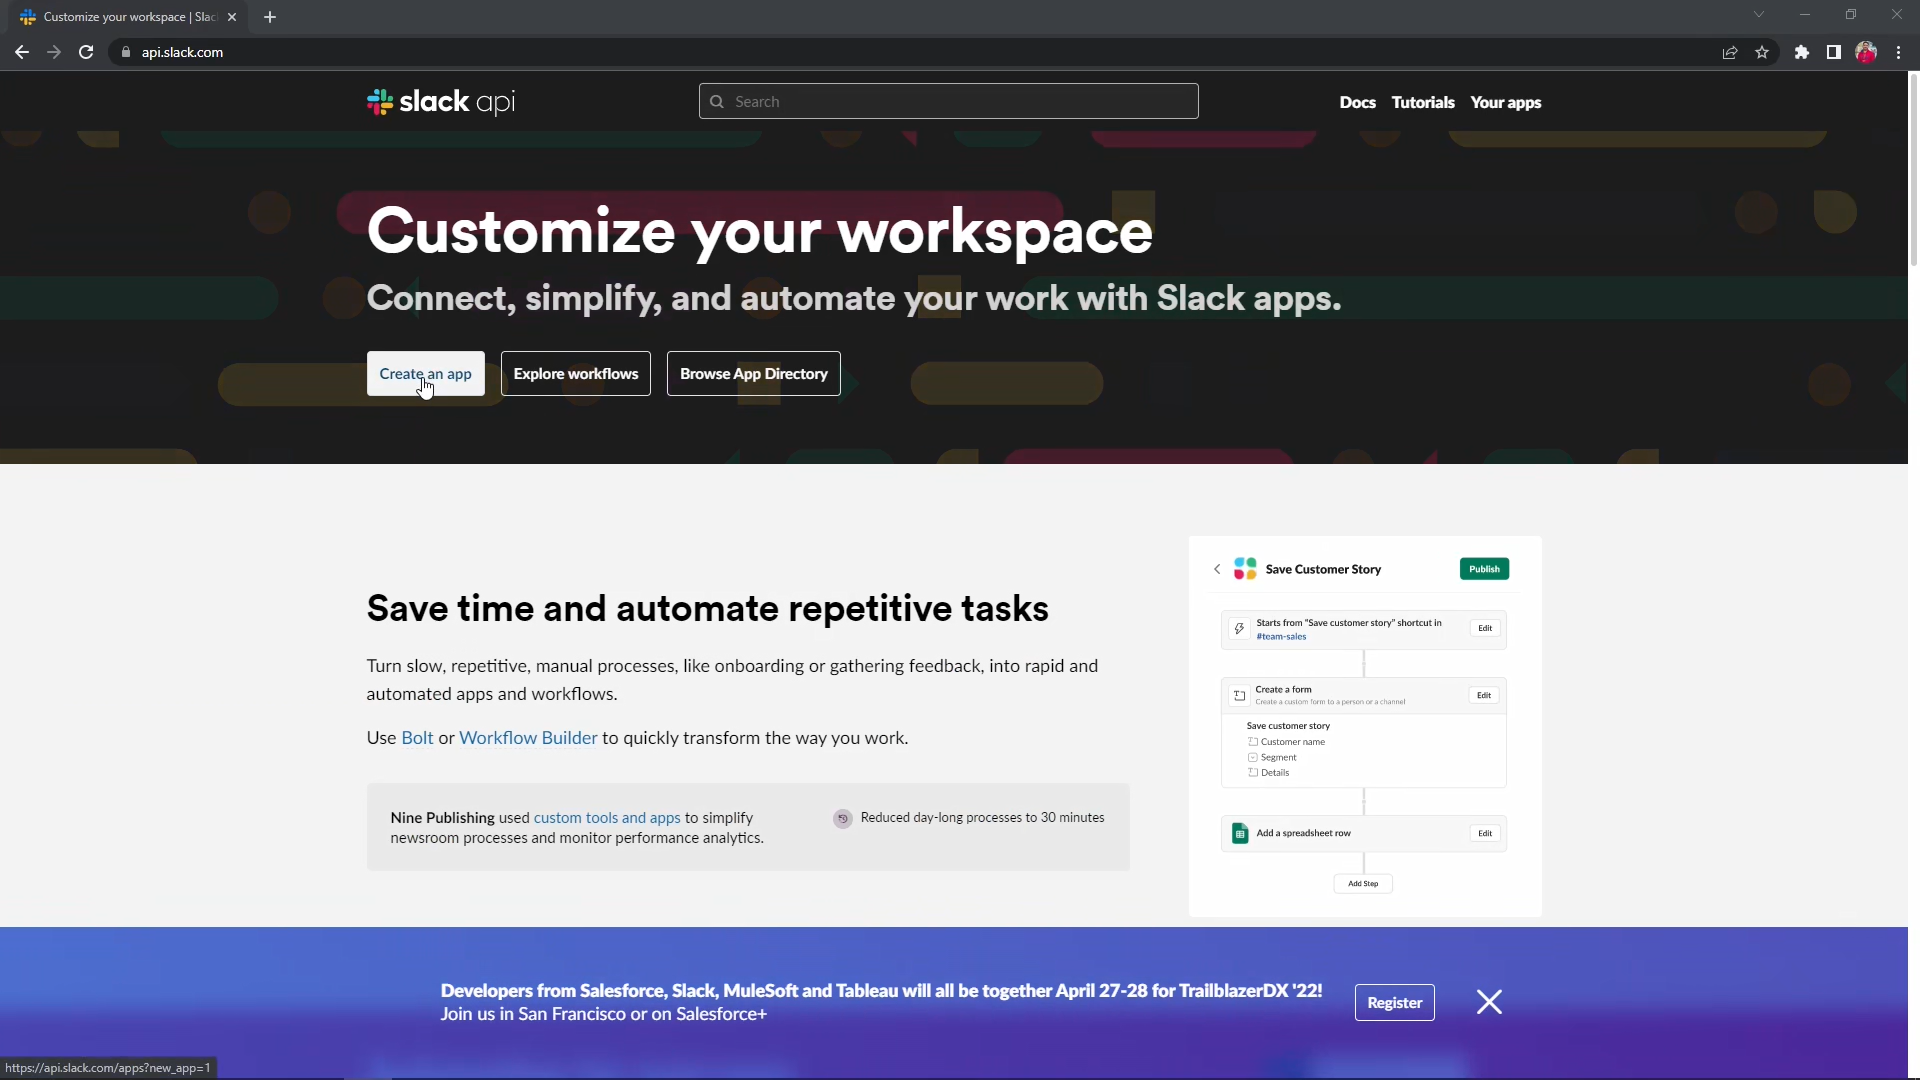 Customize your workspace | Slac
api.slack.com
slack api
Search
Docs
Tutorials
Your apps
Customize your workspace
Connect, simplify, and automate your work with Slack apps.
Create an app
Explore workflows
Browse App Directory
Save time and automate repetitive tasks
Turn slow, repetitive, manual processes, like onboarding or gathering feedback, into rapid and
automated apps and workflows.
Use Bolt or Workflow Builder to quickly transform the way you work.
Nine Publishing used custom tools and apps to simplify
newsroom processes and monitor performance analytics.
Reduced day-long processes to 30 minutes
Save Customer Story
Publish
Starts from “Save customer story” shortcut in
#team-sales
Edit
Create a form
Create a custom form to a person or a channel
Edit
Save customer story
Customer name
Segment
Details
Add a spreadsheet row
Edit
Add Step
Developers from Salesforce, Slack, MuleSoft and Tableau will all be together April 27-28 for TrailblazerDX '22!
Join us in San Francisco or on Salesforce+
Register
https://api.slack.com/apps?new_app=1